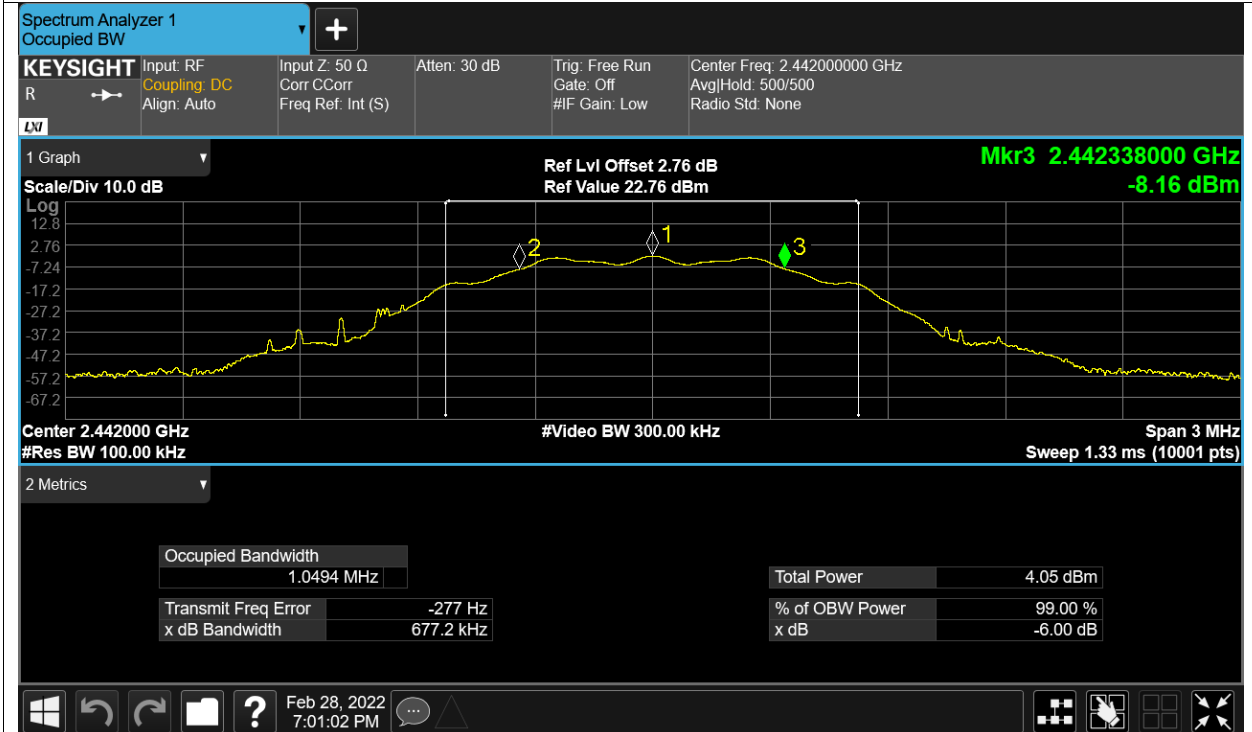 Spectrum Analyzer 1
Occupied BW
+
KEYSIGHT
R
LXI
Input: RF
Coupling: DC
Align: Auto
Input Z: 50 Ω
Corr CCorr
Freq Ref: Int (S)
Atten: 30 dB
Trig: Free Run
Gate: Off
#IF Gain: Low
Center Freq: 2.442000000 GHz
Avg|Hold: 500/500
Radio Std: None
1 Graph
Scale/Div 10.0 dB
Ref Lvl Offset 2.76 dB
Ref Value 22.76 dBm
Mkr3 2.442338000 GHz
-8.16 dBm
Log
12.8
2.76
-7.24
-17.2
-27.2
-37.2
-47.2
-57.2
-67.2
2
1
3
Center 2.442000 GHz
#Res BW 100.00 kHz
#Video BW 300.00 kHz
Span 3 MHz
Sweep 1.33 ms (10001 pts)
2 Metrics
Occupied Bandwidth
1.0494 MHz
Transmit Freq Error -277 Hz
x dB Bandwidth 677.2 kHz
Total Power 4.05 dBm
% of OBW Power 99.00 %
x dB -6.00 dB
?
Feb 28, 2022
7:01:02 PM